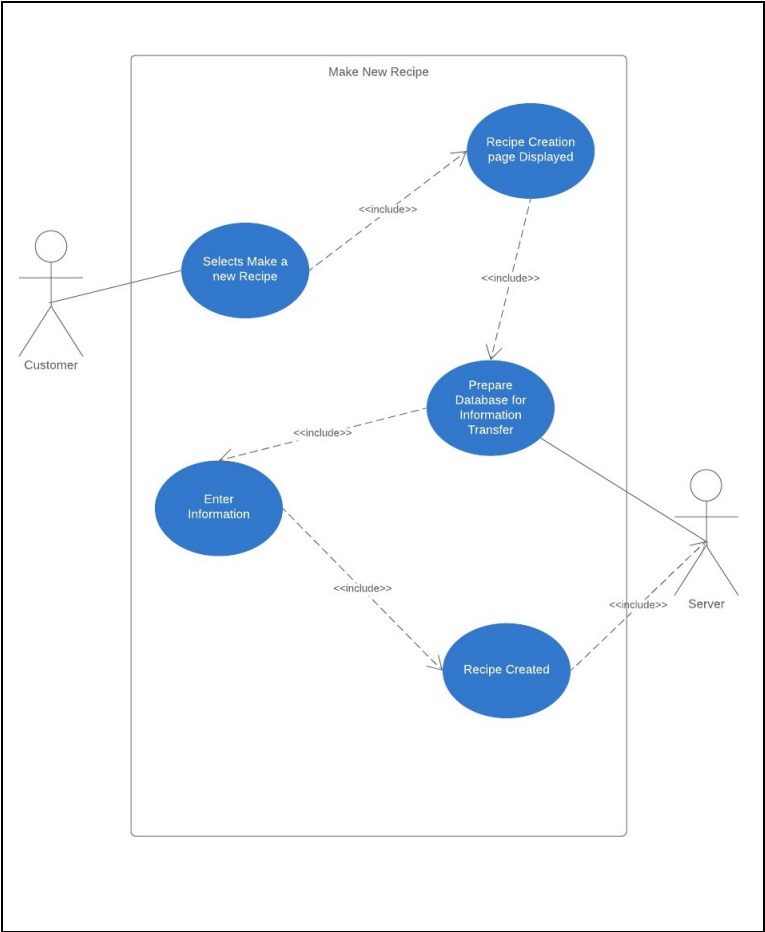 Make New Recipe
Recipe Creation
page Displayed
<<include>>
Selects Make a
new Recipe
<<include>>
Customer
Prepare
Database for
Information
Transfer
<<include>>
Enter
Information
<<include>>
<<include>>
Server
Recipe Created